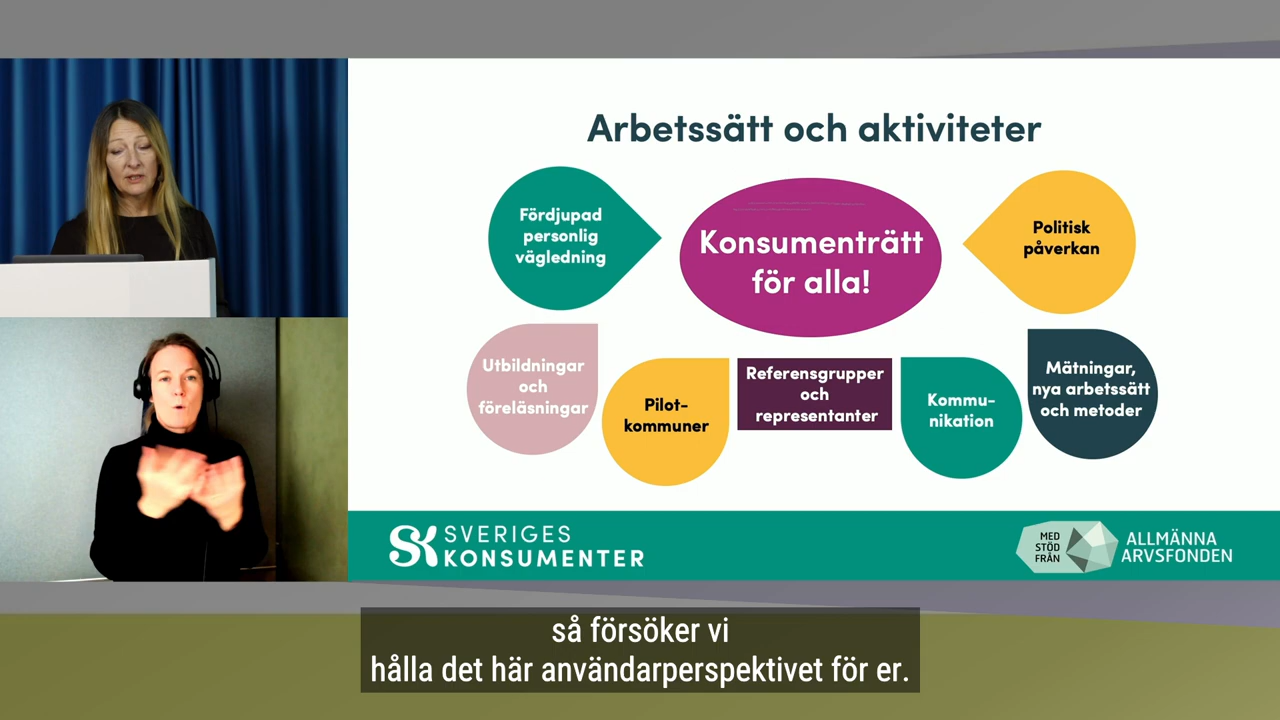 Arbetssätt och aktiviteter
Fördjupad
personlig
vägledning
Konsumenträtt
för alla!
Politisk
påverkan
Utbildningar
och
föreläsningar
Pilot-
kommuner
Referensgrupper
och
representanter
Kommu-
nikation
Mätningar,
nya arbetssätt
och metoder
SK SVERIGES
KONSUMENTER
MED
STÖD
FRÅN
ALLMÄNNA
ARVSFONDEN
så försöker vi
hålla det här användarperspektivet för er.